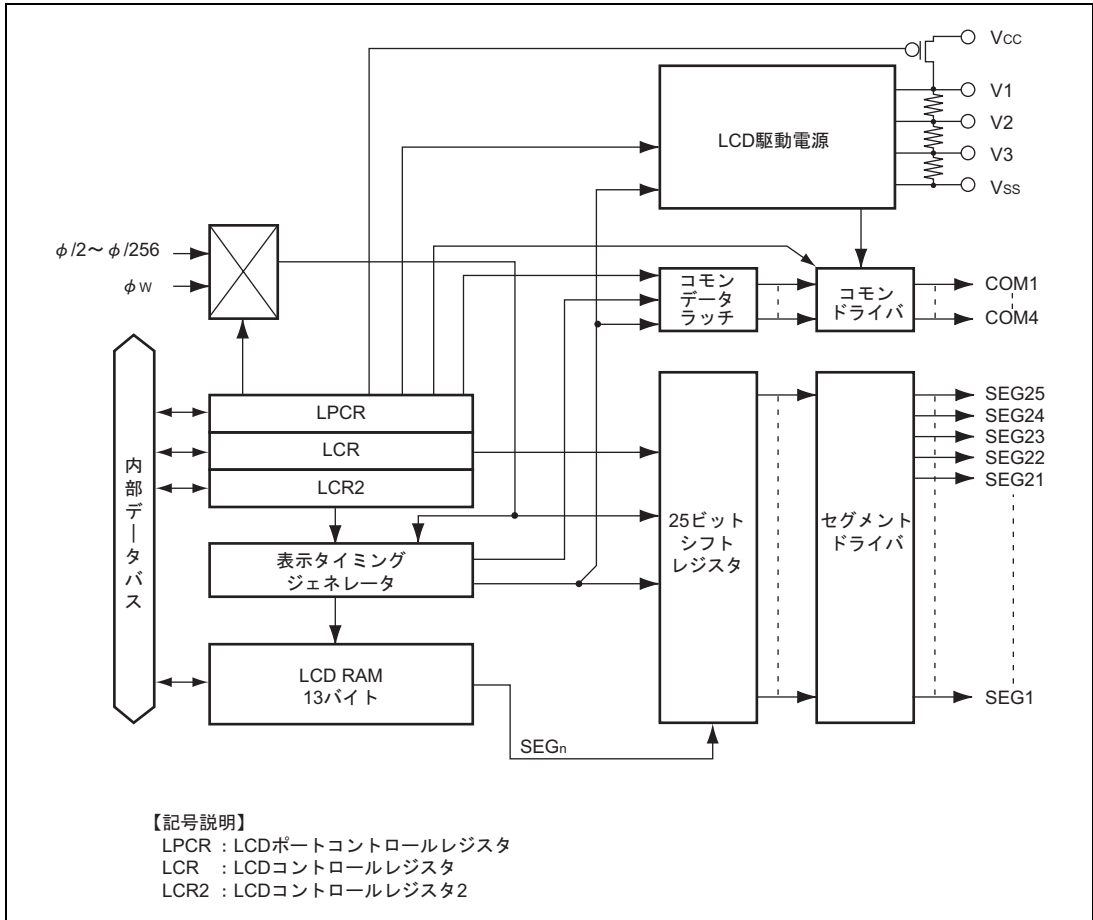 VCC
V1
V2
V3
VSS
LCD駆動電源
φ/2～φ/256
φW
コモン
データ
ラッチ
コモン
ドライバ
COM1
COM4
内部データバス
LPCR
LCR
LCR2
表示タイミング
ジェネレータ
LCD RAM
13バイト
SEGn
25ビット
シフト
レジスタ
セグメント
ドライバ
SEG25
SEG24
SEG23
SEG22
SEG21
SEG1
【記号説明】
LPCR : LCDポートコントロールレジスタ
LCR : LCDコントロールレジスタ
LCR2 : LCDコントロールレジスタ2